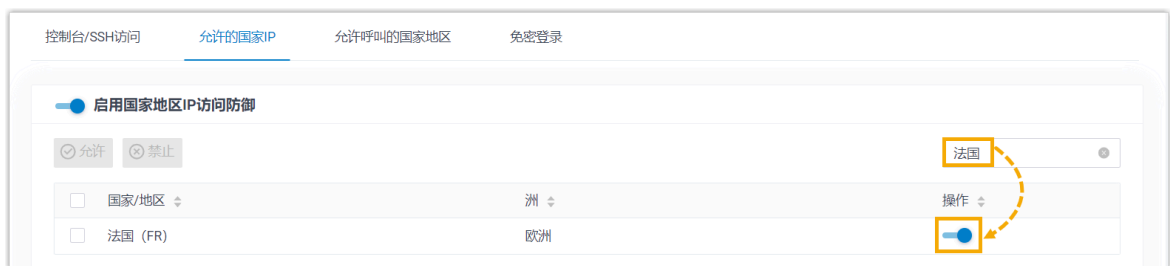 控制台/SSH访问 允许的国家IP 允许呼叫的国家地区 免密登录
启用国家地区IP访问防御
允许 禁止 法国
国家/地区 洲 操作
法国（FR） 欧洲